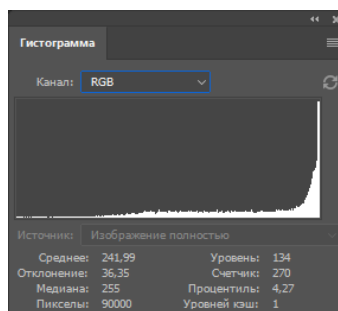 Гистограмма
Канал: RGB
Источник: Изображение полностью
Среднее: 241,99 Уровень: 134
Отклонение: 36,35 Счетчик: 270
Медиана: 255 Процентиль: 4,27
Пикселы: 90000 Уровней кэш: 1